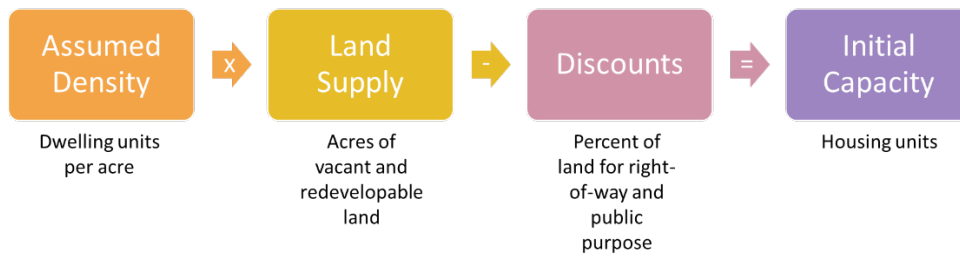 Assumed
Density
x
Land
Supply
-
Discounts
=
Initial
Capacity
Dwelling units
per acre
Acres of
vacant and
redevelopable
land
Percent of
land for right-
of-way and
public
purpose
Housing units